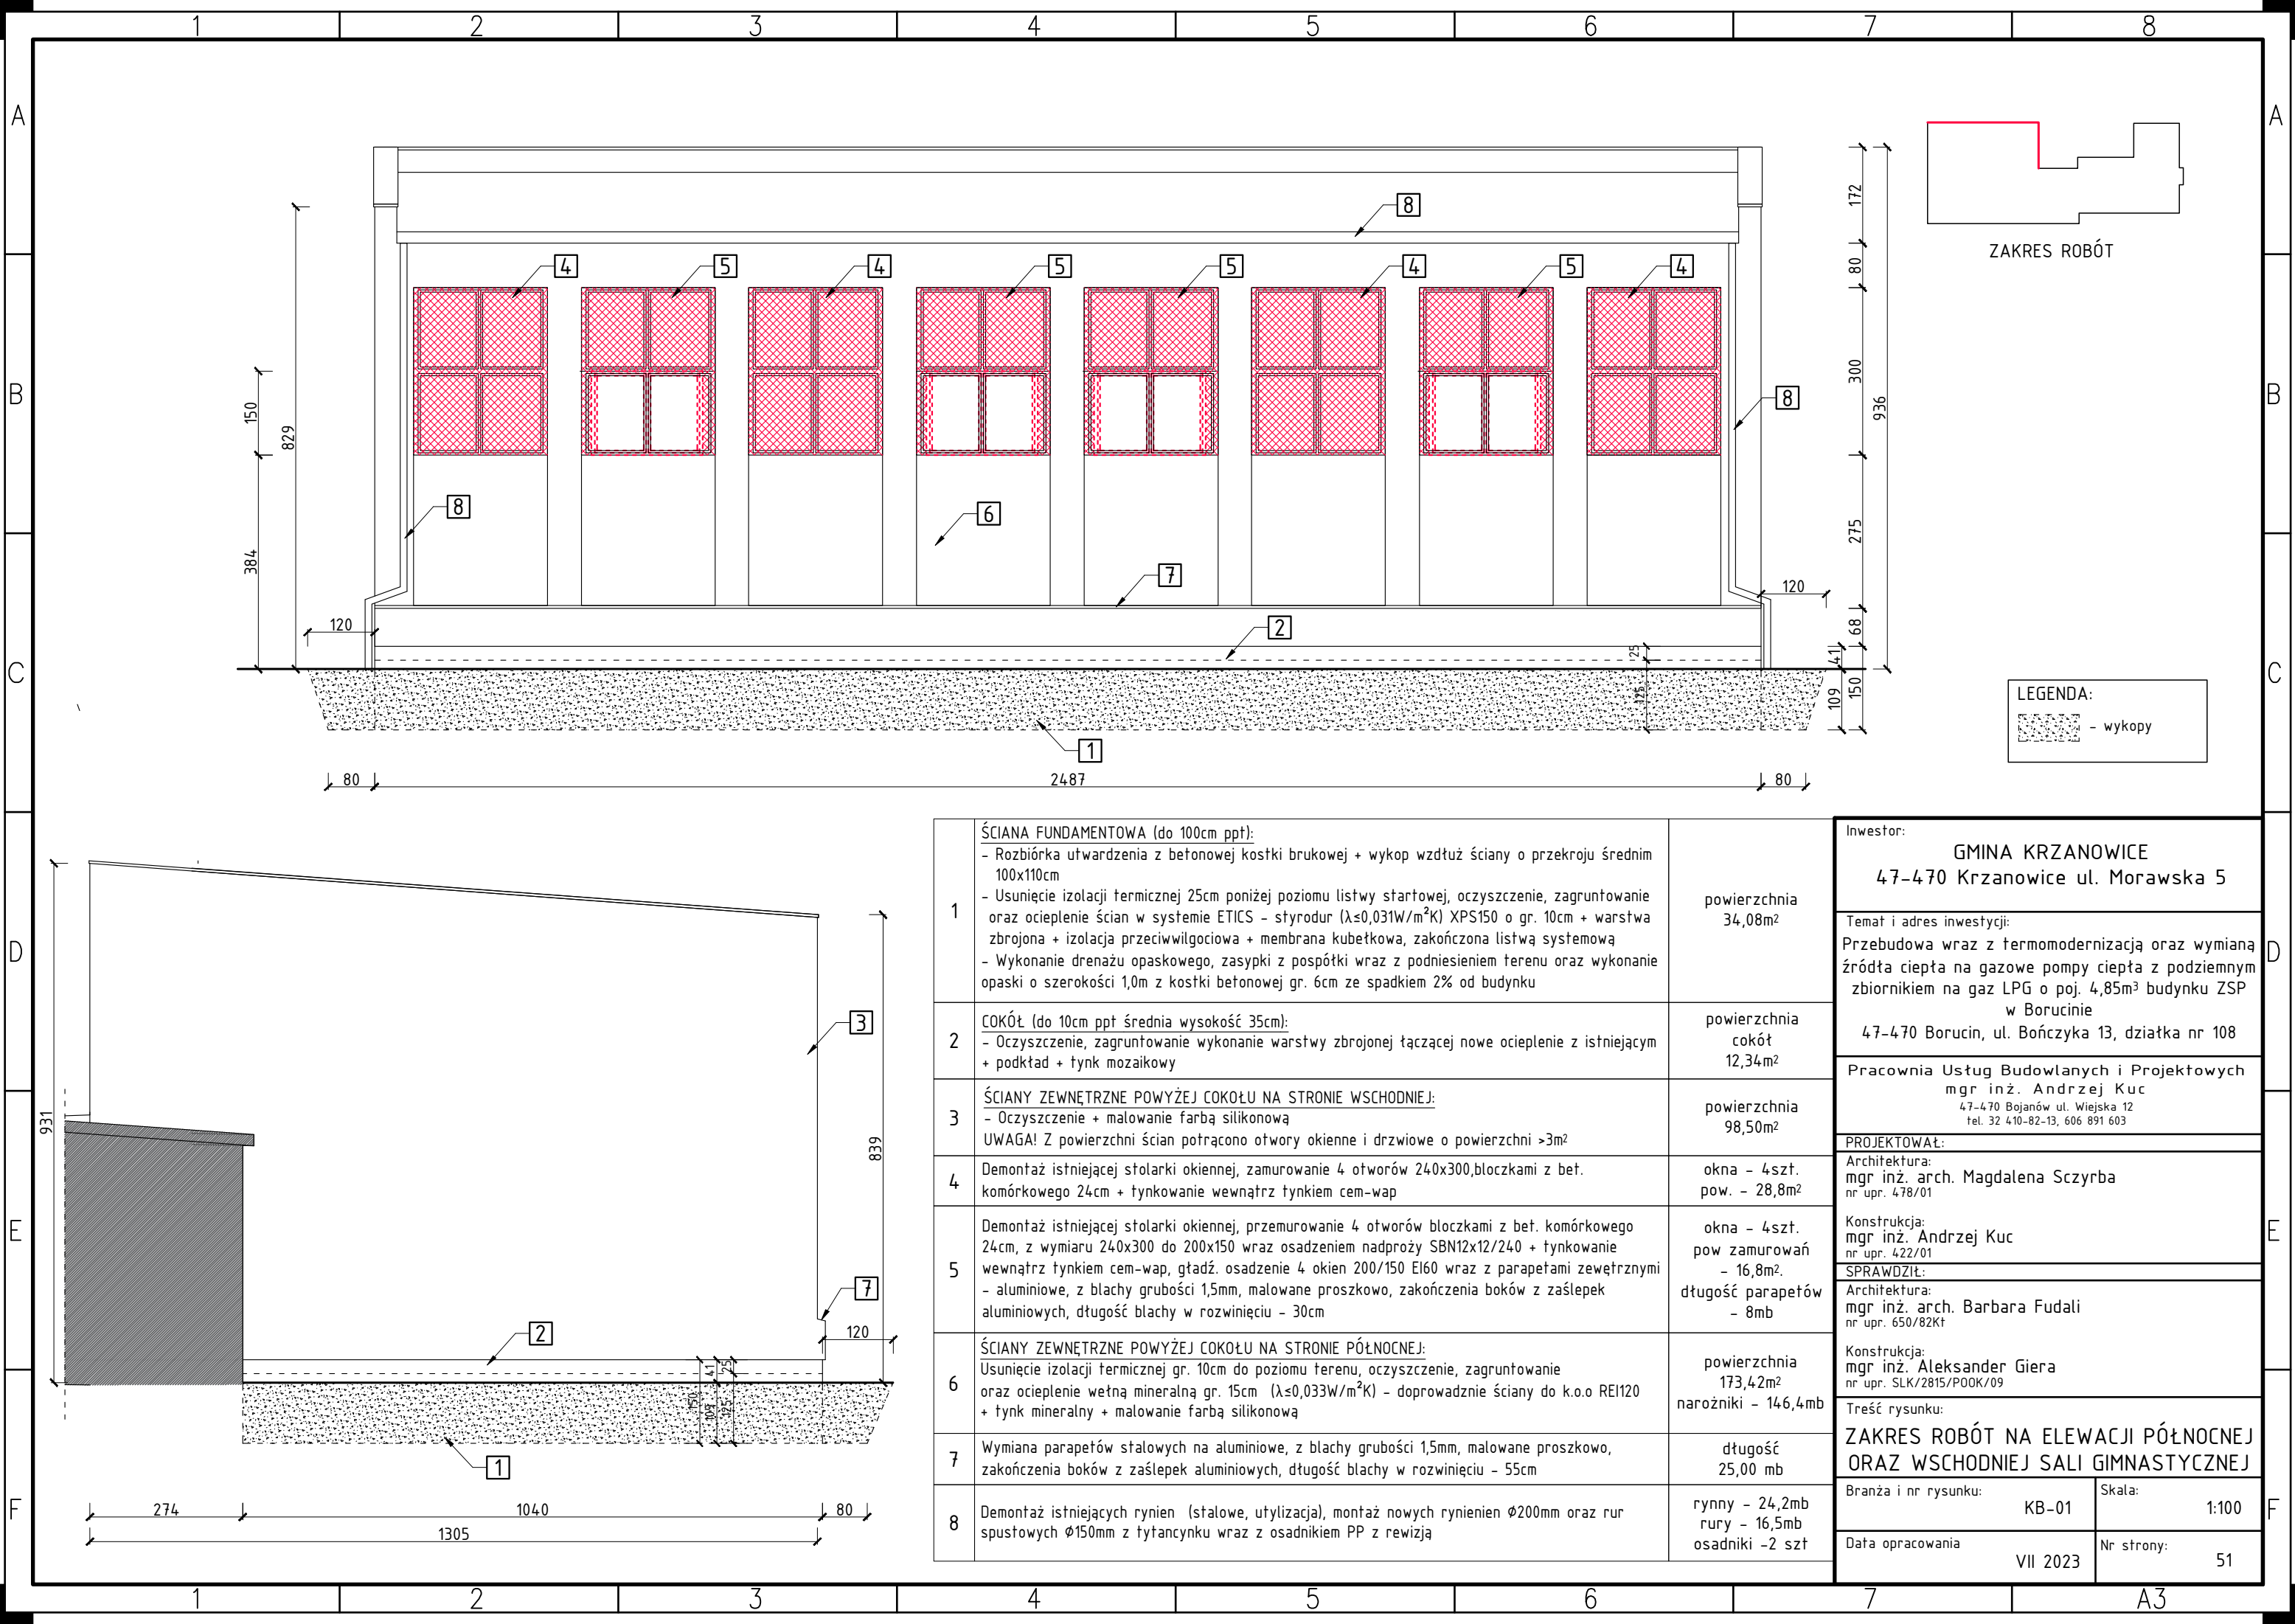 1 2 3 4 5 6 7 8
A A
B B
C C
D D
E E
F F
172
80
300
275
68
41
150
109
936
ZAKRES ROBÓT
8
4 5 4 5 5 4 5 4
150
829
384
8
8
6
7
120
120
2
25
125
1
80 2487 80
LEGENDA:
- wykopy
931
839
3
7
120
2
1
150
41
109
25
125
274 1040 80
1305
1
ŚCIANA FUNDAMENTOWA (do 100cm ppt):
- Rozbiórka utwardzenia z betonowej kostki brukowej + wykop wzdłuż ściany o przekroju średnim
100x110cm
- Usunięcie izolacji termicznej 25cm poniżej poziomu listwy startowej, oczyszczenie, zagruntowanie
oraz ocieplenie ścian w systemie ETICS - styrodur (λ≤0,031W/m²K) XPS150 o gr. 10cm + warstwa
zbrojona + izolacja przeciwwilgociowa + membrana kubełkowa, zakończona listwą systemową
- Wykonanie drenażu opaskowego, zasypki z pospółki wraz z podniesieniem terenu oraz wykonanie
opaski o szerokości 1,0m z kostki betonowej gr. 6cm ze spadkiem 2% od budynku
powierzchnia
34,08m²
2
COKÓŁ (do 10cm ppt średnia wysokość 35cm):
- Oczyszczenie, zagruntowanie wykonanie warstwy zbrojonej łączącej nowe ocieplenie z istniejącym
+ podkład + tynk mozaikowy
powierzchnia
cokół
12,34m²
3
ŚCIANY ZEWNĘTRZNE POWYŻEJ COKOŁU NA STRONIE WSCHODNIEJ:
- Oczyszczenie + malowanie farbą silikonową
UWAGA! Z powierzchni ścian potrącono otwory okienne i drzwiowe o powierzchni >3m²
powierzchnia
98,50m²
4
Demontaż istniejącej stolarki okiennej, zamurowanie 4 otworów 240x300,bloczkami z bet.
komórkowego 24cm + tynkowanie wewnątrz tynkiem cem-wap
okna - 4szt.
pow. - 28,8m²
5
Demontaż istniejącej stolarki okiennej, przemurowanie 4 otworów bloczkami z bet. komórkowego
24cm, z wymiaru 240x300 do 200x150 wraz osadzeniem nadproży SBN12x12/240 + tynkowanie
wewnątrz tynkiem cem-wap, gładź. osadzenie 4 okien 200/150 EI60 wraz z parapetami zewętrznymi
- aluminiowe, z blachy grubości 1,5mm, malowane proszkowo, zakończenia boków z zaślepek
aluminiowych, długość blachy w rozwinięciu - 30cm
okna - 4szt.
pow zamurowań
- 16,8m².
długość parapetów
- 8mb
6
ŚCIANY ZEWNĘTRZNE POWYŻEJ COKOŁU NA STRONIE PÓŁNOCNEJ:
Usunięcie izolacji termicznej gr. 10cm do poziomu terenu, oczyszczenie, zagruntowanie
oraz ocieplenie wełną mineralną gr. 15cm (λ≤0,033W/m²K) - doprowadznie ściany do k.o.o REI120
+ tynk mineralny + malowanie farbą silikonową
powierzchnia
173,42m²
narożniki - 146,4mb
7
Wymiana parapetów stalowych na aluminiowe, z blachy grubości 1,5mm, malowane proszkowo,
zakończenia boków z zaślepek aluminiowych, długość blachy w rozwinięciu - 55cm
długość
25,00 mb
8
Demontaż istniejących rynien (stalowe, utylizacja), montaż nowych rynienien Ø200mm oraz rur
spustowych Ø150mm z tytancynku wraz z osadnikiem PP z rewizją
rynny - 24,2mb
rury - 16,5mb
osadniki -2 szt
Inwestor:
GMINA KRZANOWICE
47-470 Krzanowice ul. Morawska 5
Temat i adres inwestycji:
Przebudowa wraz z termomodernizacją oraz wymianą
źródła ciepła na gazowe pompy ciepła z podziemnym
zbiornikiem na gaz LPG o poj. 4,85m³ budynku ZSP
w Borucinie
47-470 Borucin, ul. Bończyka 13, działka nr 108
Pracownia Usług Budowlanych i Projektowych
mgr inż. Andrzej Kuc
47-470 Bojanów ul. Wiejska 12
tel. 32 410-82-13, 606 891 603
PROJEKTOWAŁ:
Architektura:
mgr inż. arch. Magdalena Sczyrba
nr upr. 478/01
Konstrukcja:
mgr inż. Andrzej Kuc
nr upr. 422/01
SPRAWDZIŁ:
Architektura:
mgr inż. arch. Barbara Fudali
nr upr. 650/82Kt
Konstrukcja:
mgr inż. Aleksander Giera
nr upr. SLK/2815/POOK/09
Treść rysunku:
ZAKRES ROBÓT NA ELEWACJI PÓŁNOCNEJ
ORAZ WSCHODNIEJ SALI GIMNASTYCZNEJ
Branża i nr rysunku:
KB-01
Skala:
1:100
Data opracowania
VII 2023
Nr strony:
51
1 2 3 4 5 6 7 A3